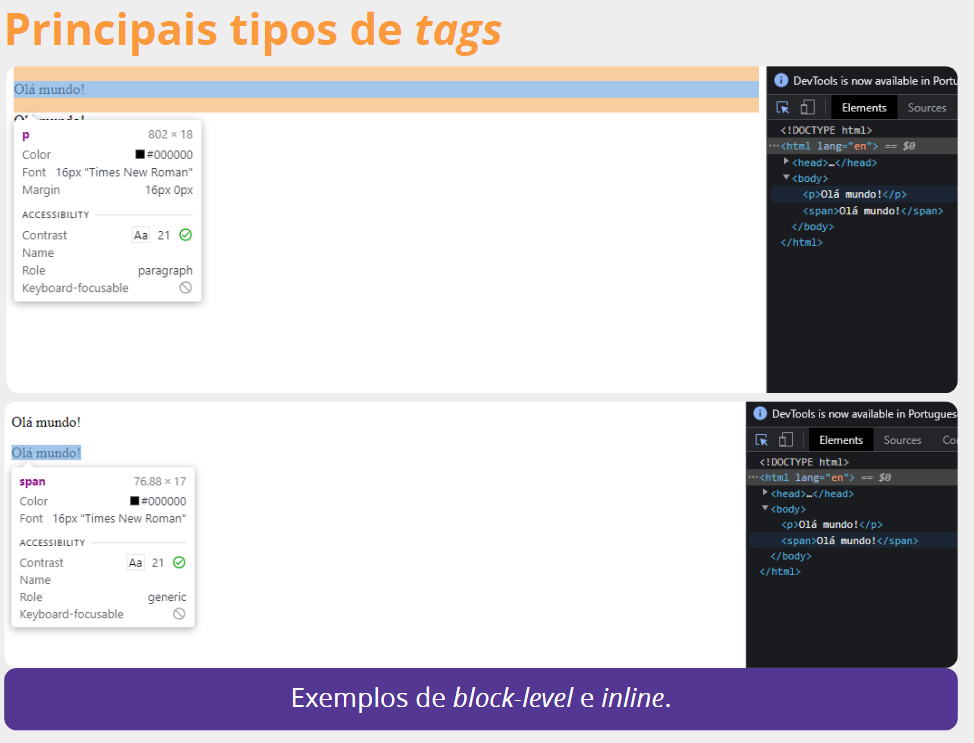 Principais tipos de tags
Olá mundo!
Olá mundo!
p 802 × 18
Color #000000
Font 16px "Times New Roman"
Margin 16px 0px
ACCESSIBILITY
Contrast Aa 21
Name
Role paragraph
Keyboard-focusable
DevTools is now available in Portu
Elements Sources
<!DOCTYPE html>
···<html lang="en"> == $0
<head>…</head>
<body>
<p>Olá mundo!</p>
<span>Olá mundo!</span>
</body>
</html>
Olá mundo!
Olá mundo!
span 76.88 × 17
Color #000000
Font 16px "Times New Roman"
ACCESSIBILITY
Contrast Aa 21
Name
Role generic
Keyboard-focusable
DevTools is now available in Portugues
Elements Sources Co
<!DOCTYPE html>
···<html lang="en"> == $0
<head>…</head>
<body>
<p>Olá mundo!</p>
<span>Olá mundo!</span>
</body>
</html>
Exemplos de block-level e inline.